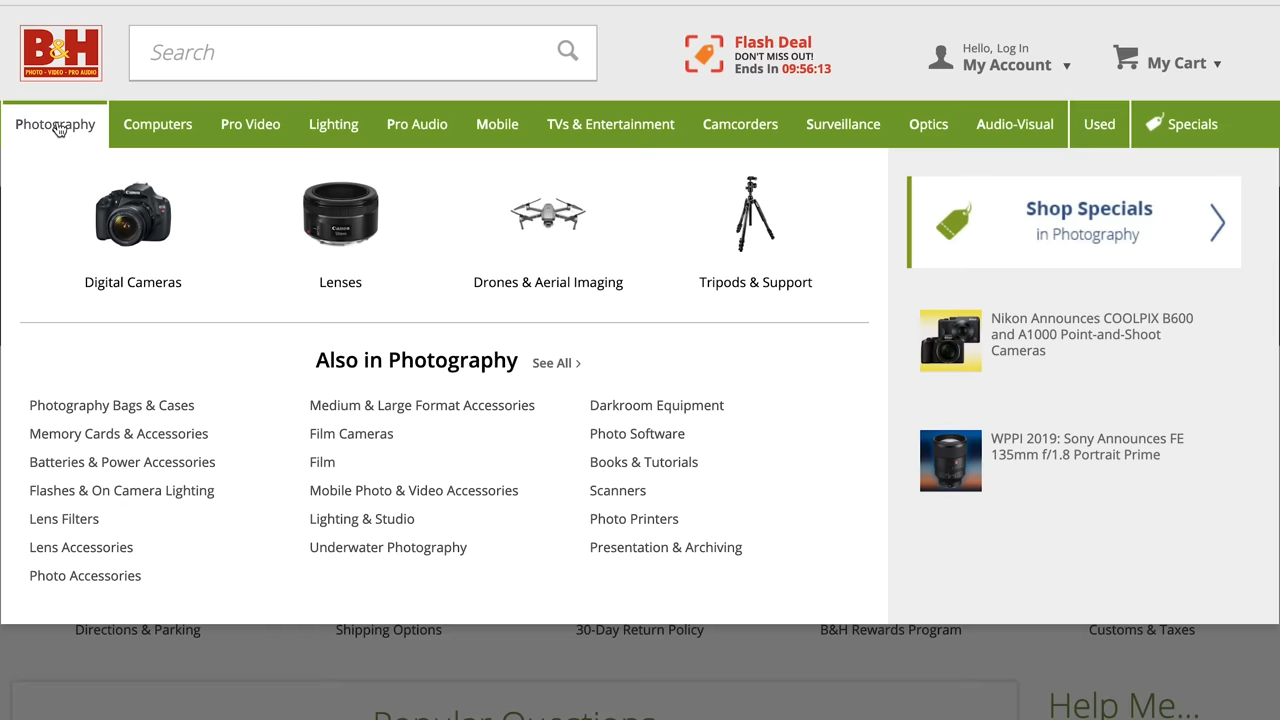 B&H
PHOTO - VIDEO - PRO AUDIO
Search
Flash Deal
DON'T MISS OUT!
Ends In 09:56:13
Hello, Log In
My Account
My Cart
Photography
Computers
Pro Video
Lighting
Pro Audio
Mobile
TVs & Entertainment
Camcorders
Surveillance
Optics
Audio-Visual
Used
Specials
Digital Cameras
Lenses
Drones & Aerial Imaging
Tripods & Support
Also in Photography
See All >
Photography Bags & Cases
Memory Cards & Accessories
Batteries & Power Accessories
Flashes & On Camera Lighting
Lens Filters
Lens Accessories
Photo Accessories
Medium & Large Format Accessories
Film Cameras
Film
Mobile Photo & Video Accessories
Lighting & Studio
Underwater Photography
Darkroom Equipment
Photo Software
Books & Tutorials
Scanners
Photo Printers
Presentation & Archiving
Shop Specials
in Photography
Nikon Announces COOLPIX B600
and A1000 Point-and-Shoot
Cameras
WPPI 2019: Sony Announces FE
135mm f/1.8 Portrait Prime
Directions & Parking
Shipping Options
30-Day Return Policy
B&H Rewards Program
Customs & Taxes
Popular Questions
Help Me...